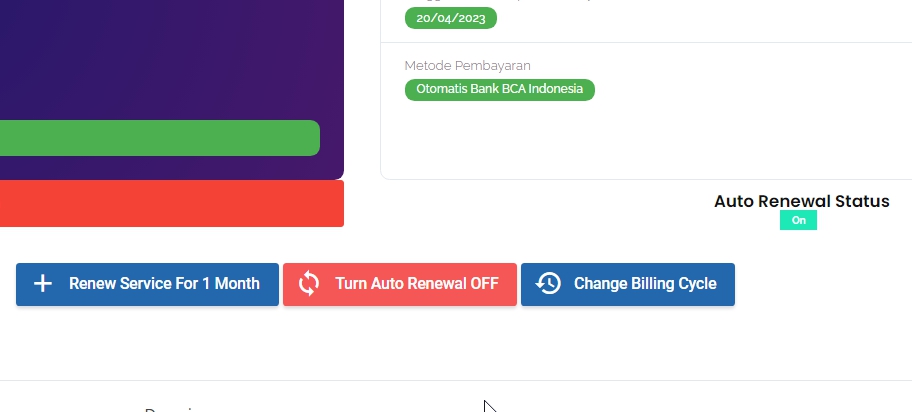 20/04/2023
Metode Pembayaran
Otomatis Bank BCA Indonesia
Auto Renewal Status
On
Renew Service For 1 Month
Turn Auto Renewal OFF
Change Billing Cycle